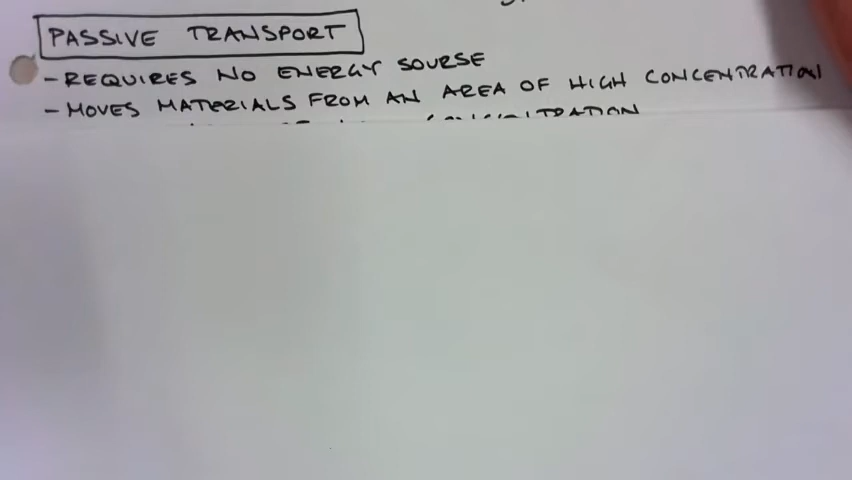 PASSIVE TRANSPORT
- REQUIRES NO ENERGY SOURSE
- MOVES MATERIALS FROM AN AREA OF HIGH CONCENTRATION